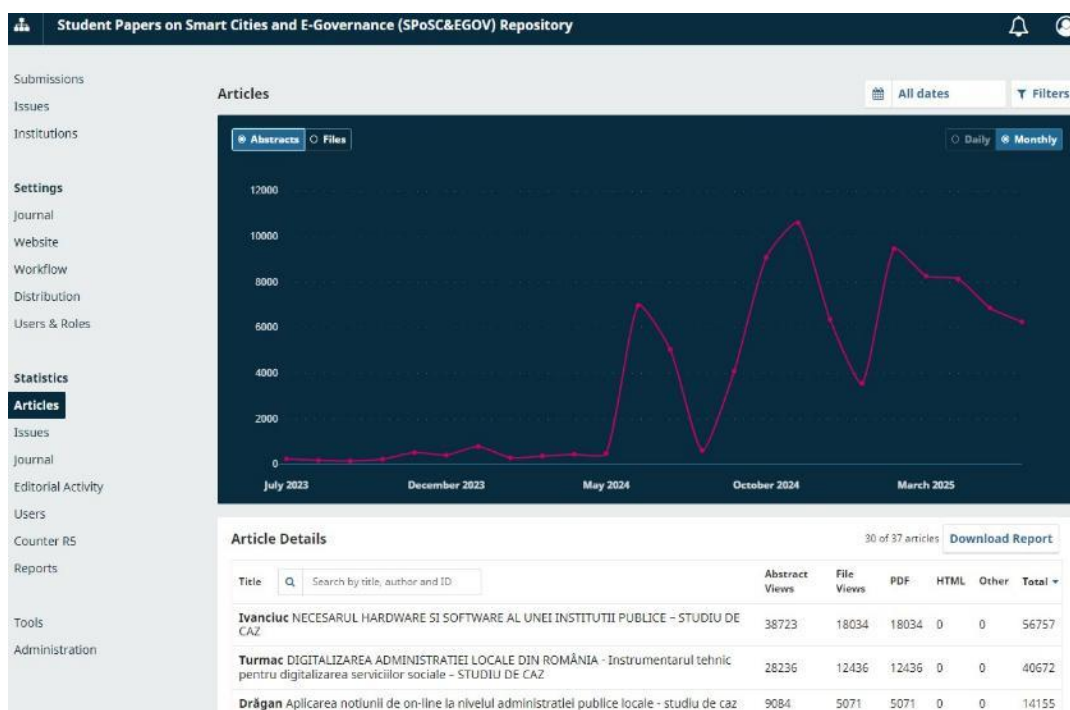 Student Papers on Smart Cities and E-Governance (SPoSC&EGOV) Repository
Submissions
Issues
Institutions
Settings
Journal
Website
Workflow
Distribution
Users & Roles
Statistics
Articles
Issues
Journal
Editorial Activity
Users
Counter R5
Reports
Tools
Administration
Articles
All dates
Filters
Abstracts Files
Daily Monthly
12000
10000
8000
6000
4000
2000
0
July 2023 December 2023 May 2024 October 2024 March 2025
Article Details
30 of 37 articles Download Report
Title Search by title, author and ID Abstract Views File Views PDF HTML Other Total
Ivanciuc NECESARUL HARDWARE SI SOFTWARE AL UNEI INSTITUTII PUBLICE – STUDIU DE
CAZ
38723 18034 18034 0 0 56757
Turmac DIGITALIZAREA ADMINISTRATIEI LOCALE DIN ROMÂNIA - Instrumentarul tehnic
pentru digitalizarea serviciilor sociale – STUDIU DE CAZ
28236 12436 12436 0 0 40672
Drăgan Aplicarea notiunii de on-line la nivelul administratiei publice locale - studiu de caz 9084 5071 5071 0 0 14155